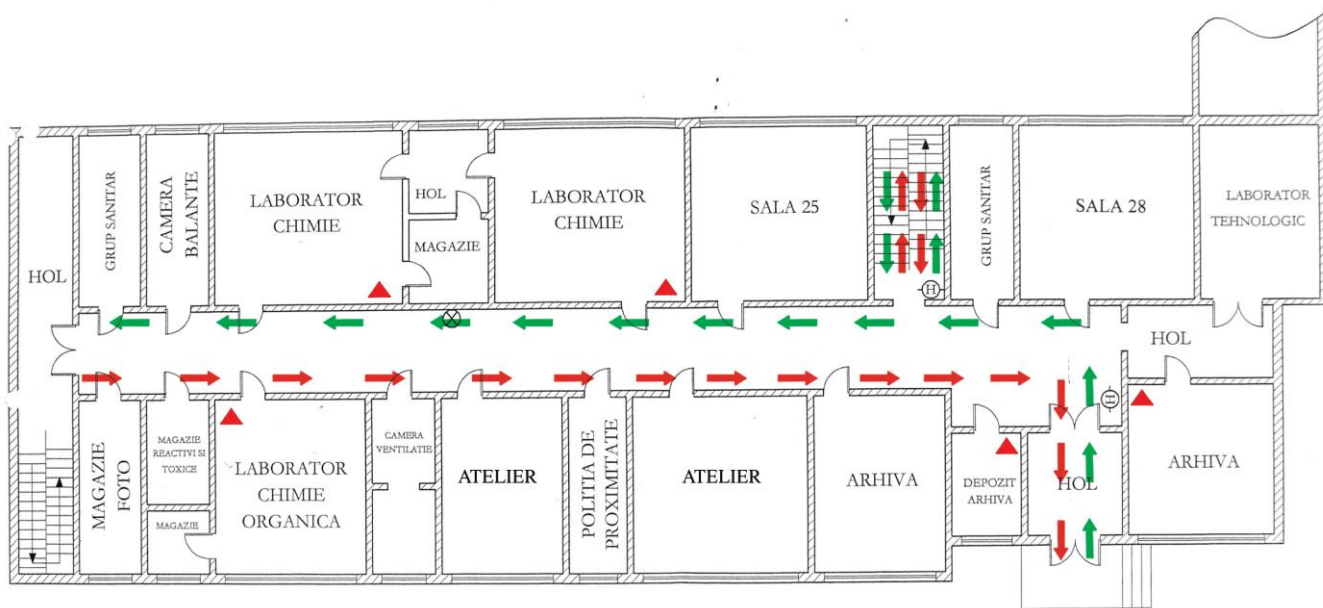 HOL
GRUP SANITAR
CAMERA
BALANTE
LABORATOR
CHIMIE
HOL
MAGAZIE
LABORATOR
CHIMIE
SALA 25
H
GRUP SANITAR
SALA 28
LABORATOR
TEHNOLOGIC
HOL
MAGAZIE
FOTO
MAGAZIE
REACTIVI SI
TOXICE
MAGAZIE
LABORATOR
CHIMIE
ORGANICA
CAMERA
VENTILATIE
ATELIER
POLITIA DE
PROXIMITATE
ATELIER
ARHIVA
DEPOZIT
ARHIVA
HOL
H
ARHIVA